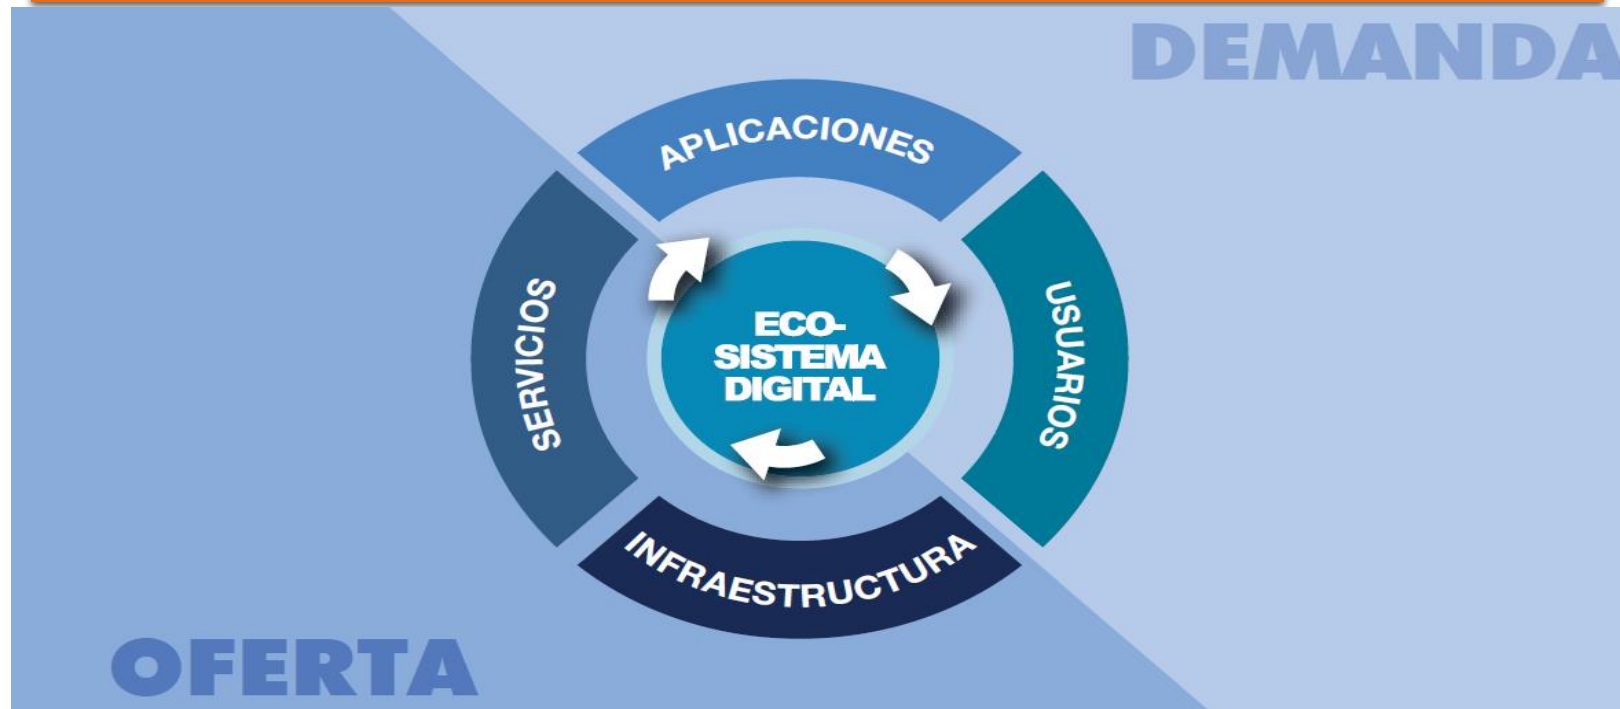 DEMANDA
APLICACIONES
SERVICIOS
ECO-
SISTEMA
DIGITAL
USUARIOS
INFRAESTRUCTURA
OFERTA